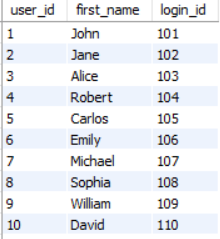 user_id first_name login_id
1 John 101
2 Jane 102
3 Alice 103
4 Robert 104
5 Carlos 105
6 Emily 106
7 Michael 107
8 Sophia 108
9 William 109
10 David 110